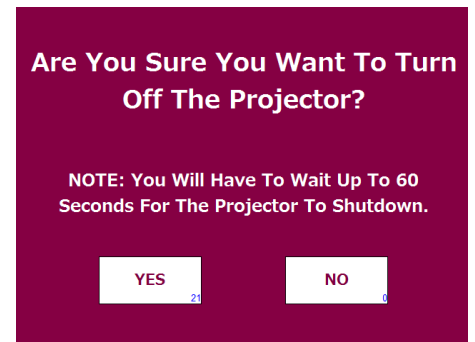 Are You Sure You Want To Turn
Off The Projector?
NOTE: You Will Have To Wait Up To 60
Seconds For The Projector To Shutdown.
YES
21
NO
0